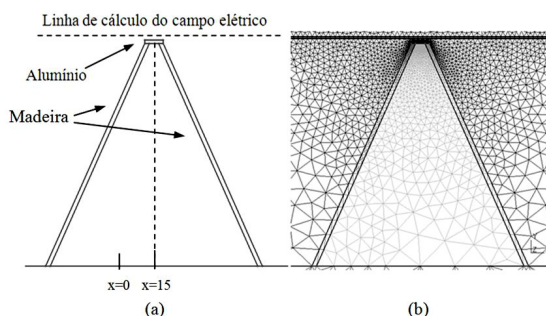 Linha de cálculo do campo elétrico
Alumínio
Madeira
x=0
x=15
(a)
(b)
Y
Z